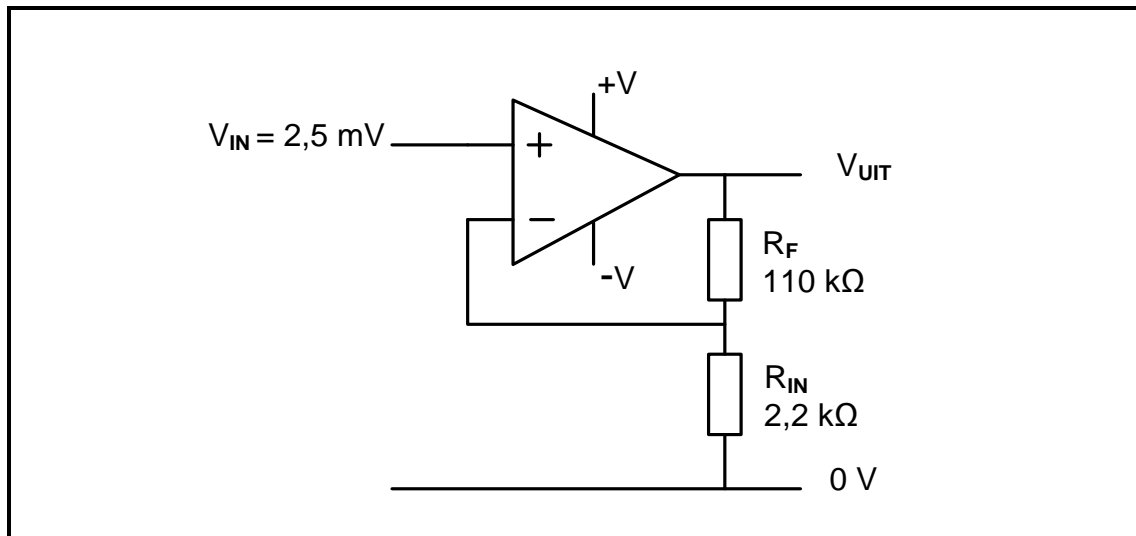 +V
V_IN = 2,5 mV
+
V_UIT
−
R_F
110 kΩ
-V
R_IN
2,2 kΩ
0 V